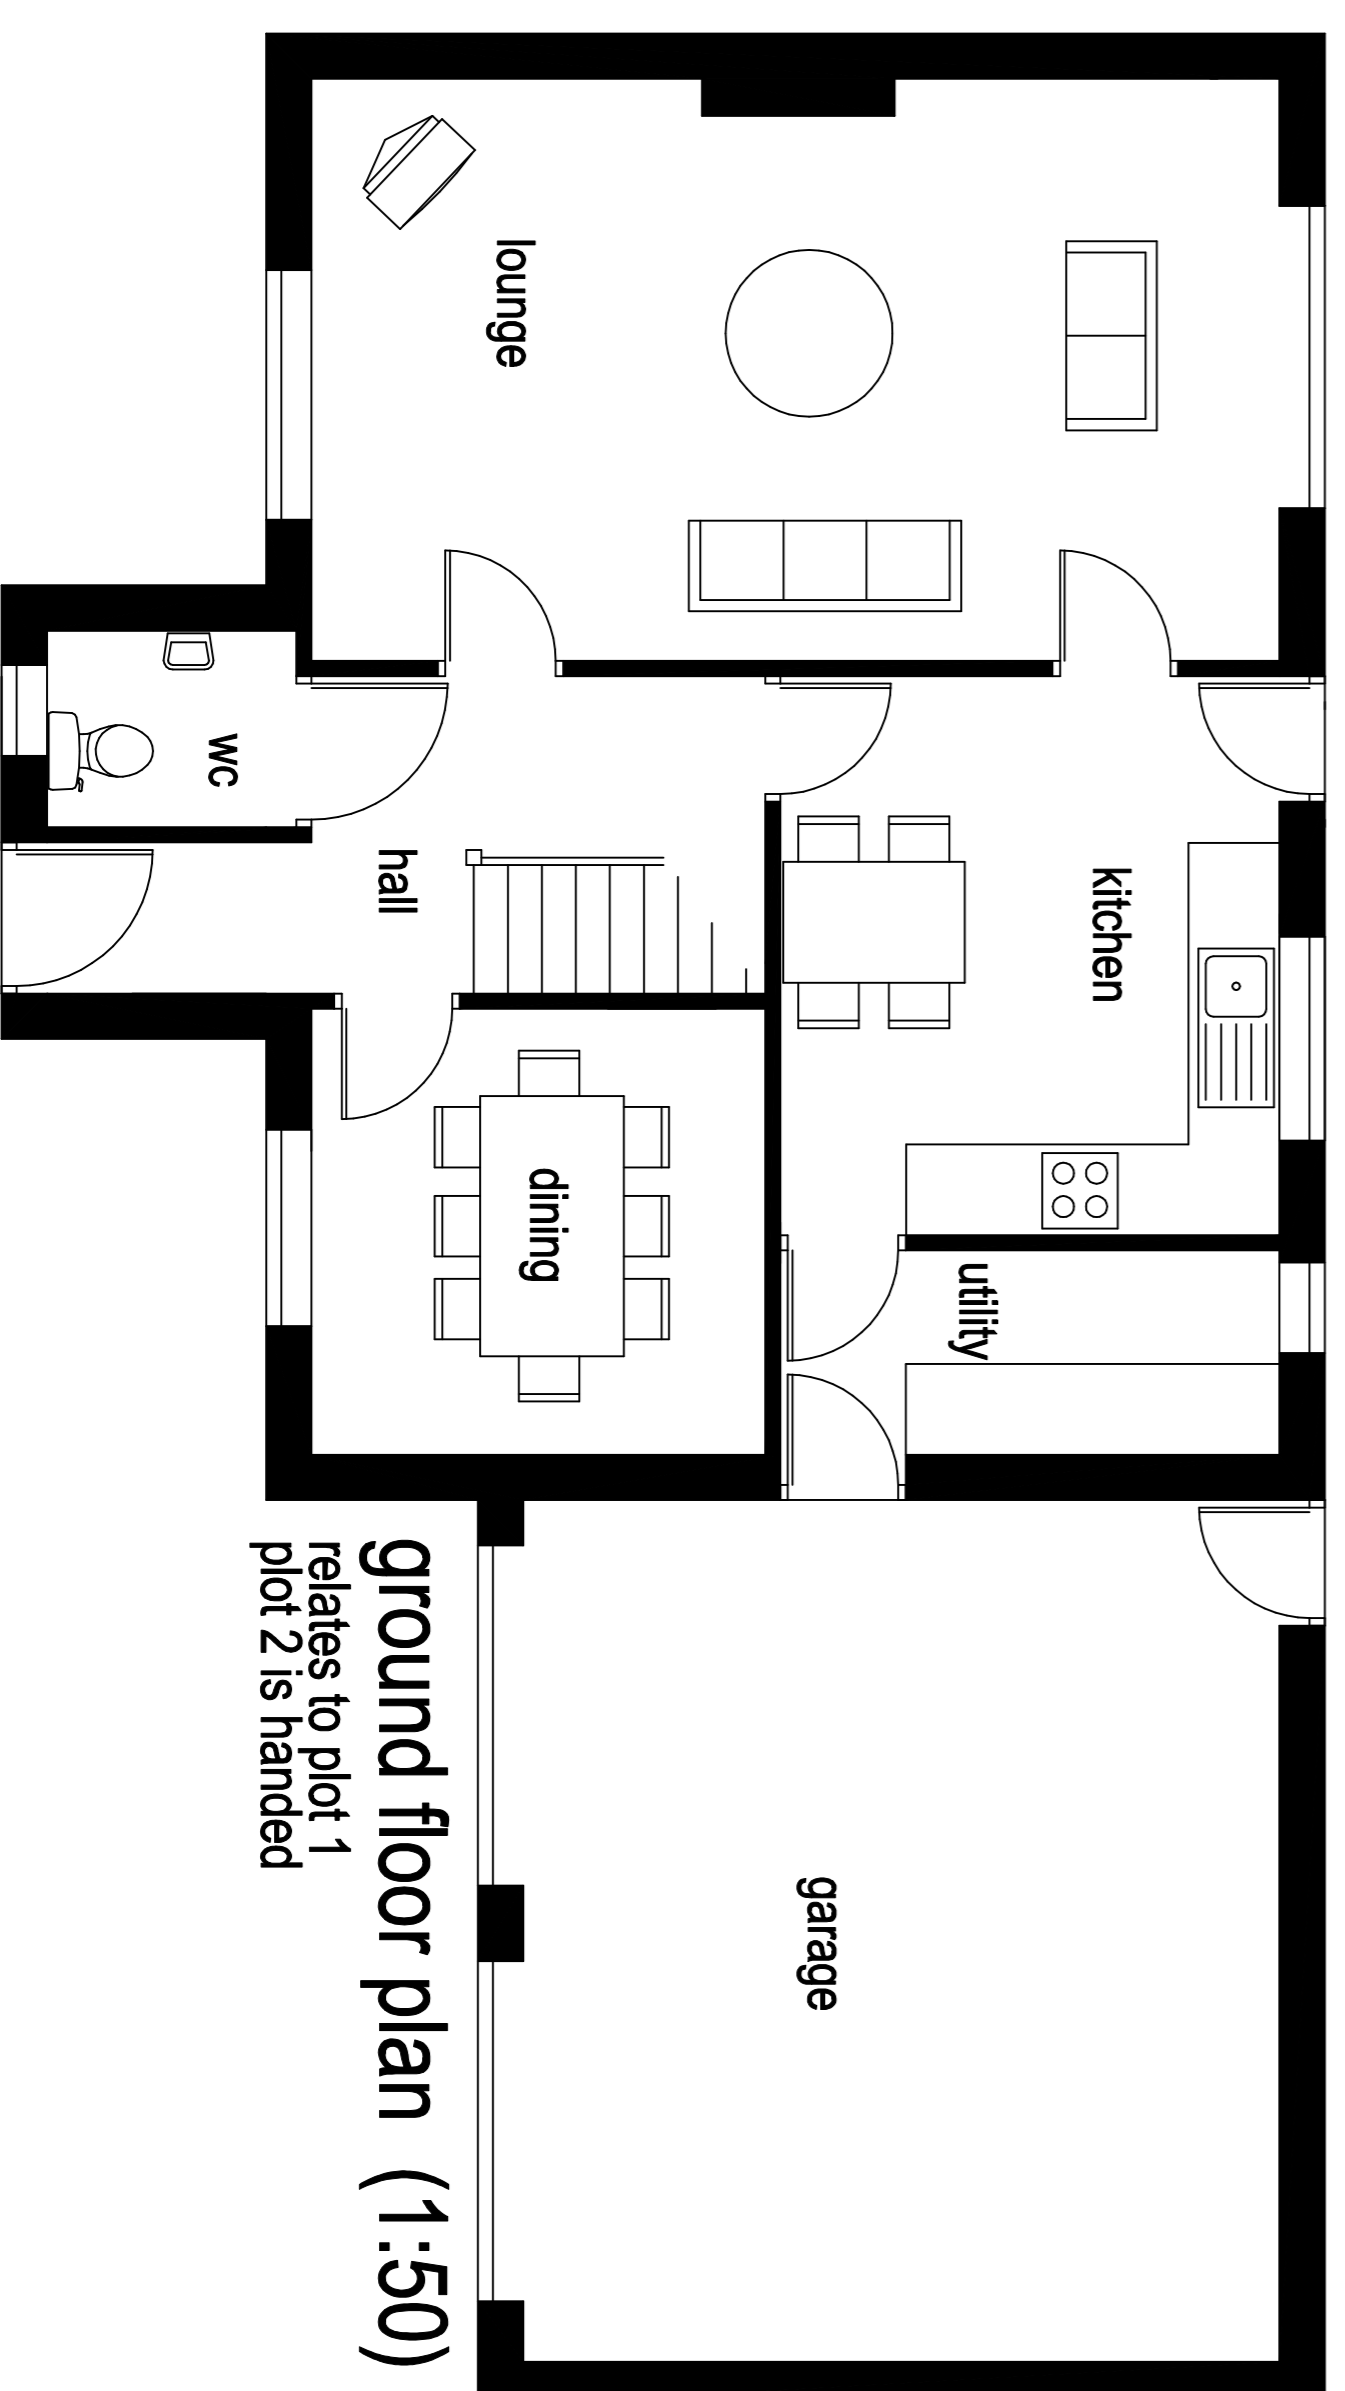 lounge
kitchen
wc
hall
dining
utility
garage
ground floor plan (1:50)
relates to plot 1
plot 2 is handed